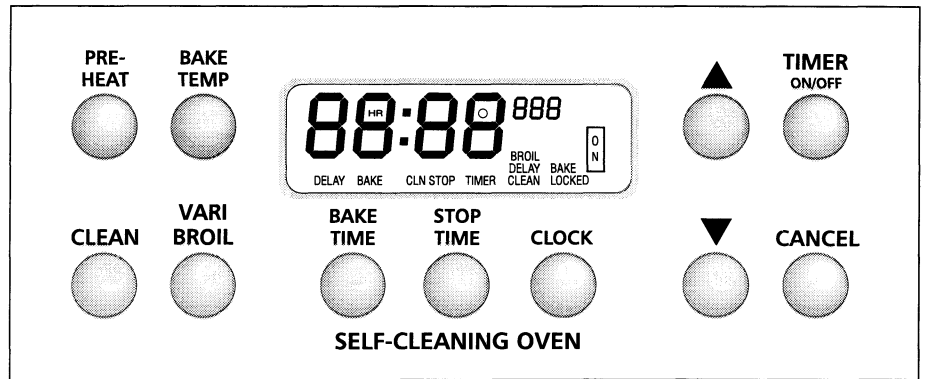 PRE-
HEAT
BAKE
TEMP
88:88
HR
888
O
N
BROIL
DELAY BAKE
CLEAN LOCKED
DELAY BAKE CLN STOP TIMER
▲
TIMER
ON/OFF
CLEAN
VARI
BROIL
BAKE
TIME
STOP
TIME
CLOCK
▼
CANCEL
SELF-CLEANING OVEN